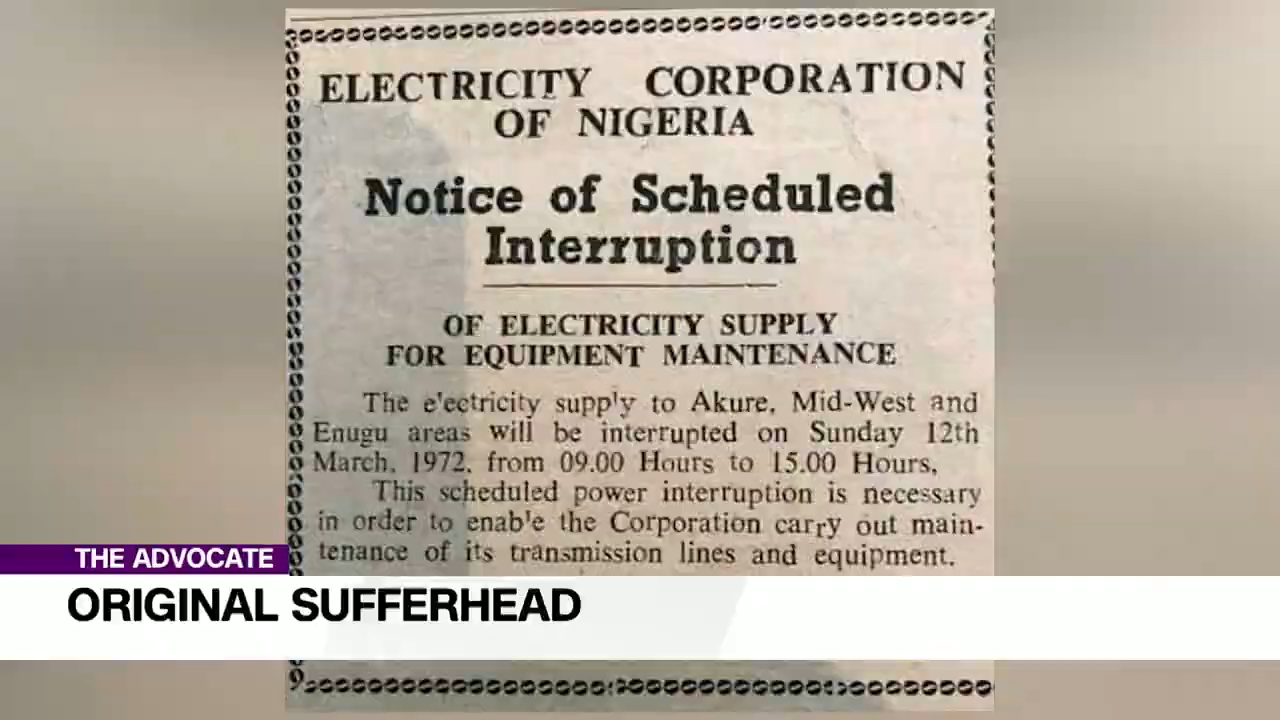 ELECTRICITY CORPORATION
OF NIGERIA
Notice of Scheduled
Interruption
OF ELECTRICITY SUPPLY
FOR EQUIPMENT MAINTENANCE
The e'ectricity supp'y to Akure, Mid-West and
Enugu areas will be interrupted on Sunday 12th
March, 1972, from 09.00 Hours to 15.00 Hours,
This scheduled power interruption is necessary
in order to enab'e the Corporation carry out main-
tenance of its transmission lines and equipment.
THE ADVOCATE
ORIGINAL SUFFERHEAD